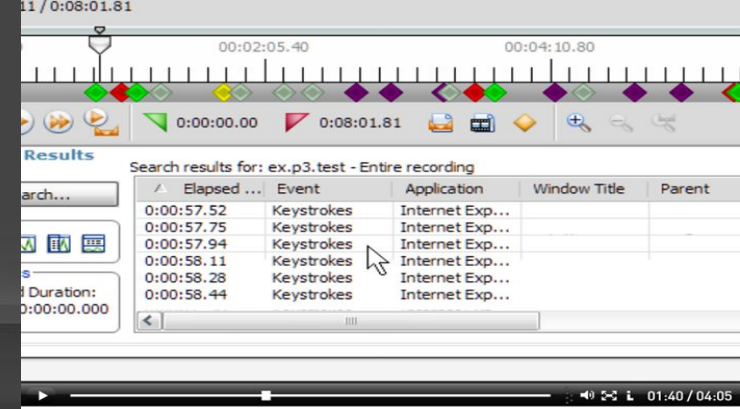 11 / 0:08:01.81
00:02:05.40 00:04:10.80
0:00:00.00 0:08:01.81
Results
Search results for: ex.p3.test - Entire recording
arch...
Elapsed ... Event Application Window Title Parent
0:00:57.52 Keystrokes Internet Exp...
0:00:57.75 Keystrokes Internet Exp...
0:00:57.94 Keystrokes Internet Exp...
0:00:58.11 Keystrokes Internet Exp...
0:00:58.28 Keystrokes Internet Exp...
0:00:58.44 Keystrokes Internet Exp...
s
d Duration:
0:00:00.000
01:40 / 04:05